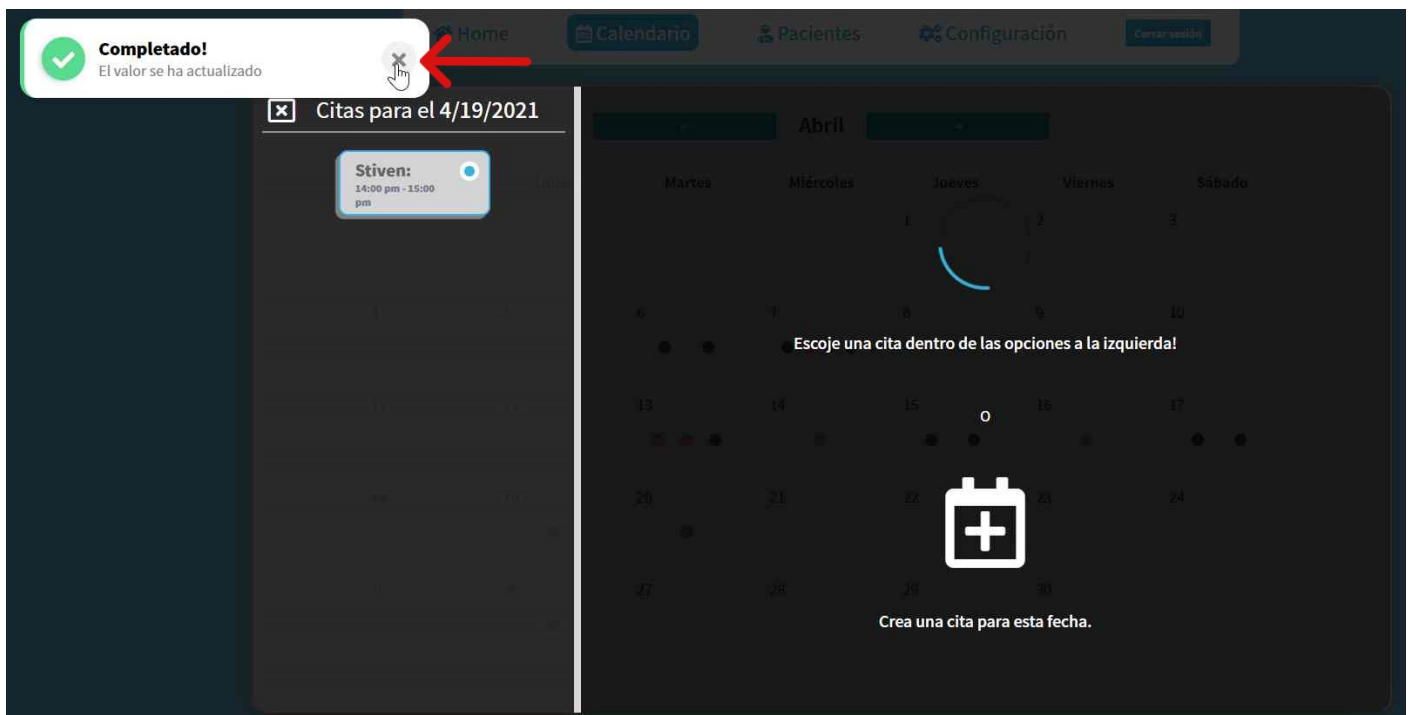 Completado!
El valor se ha actualizado
Home
Calendario
Pacientes
Configuración
Cerrar sesión
Citas para el 4/19/2021
Abril
Stiven:
14:00 pm - 15:00
pm
Martes Miércoles Jueves Viernes Sábado
1 2 3
6 7 8 9 10
Escoje una cita dentro de las opciones a la izquierda!
13 14 15 16 17
o
20 21 22 23 24
27 28 29 30
Crea una cita para esta fecha.